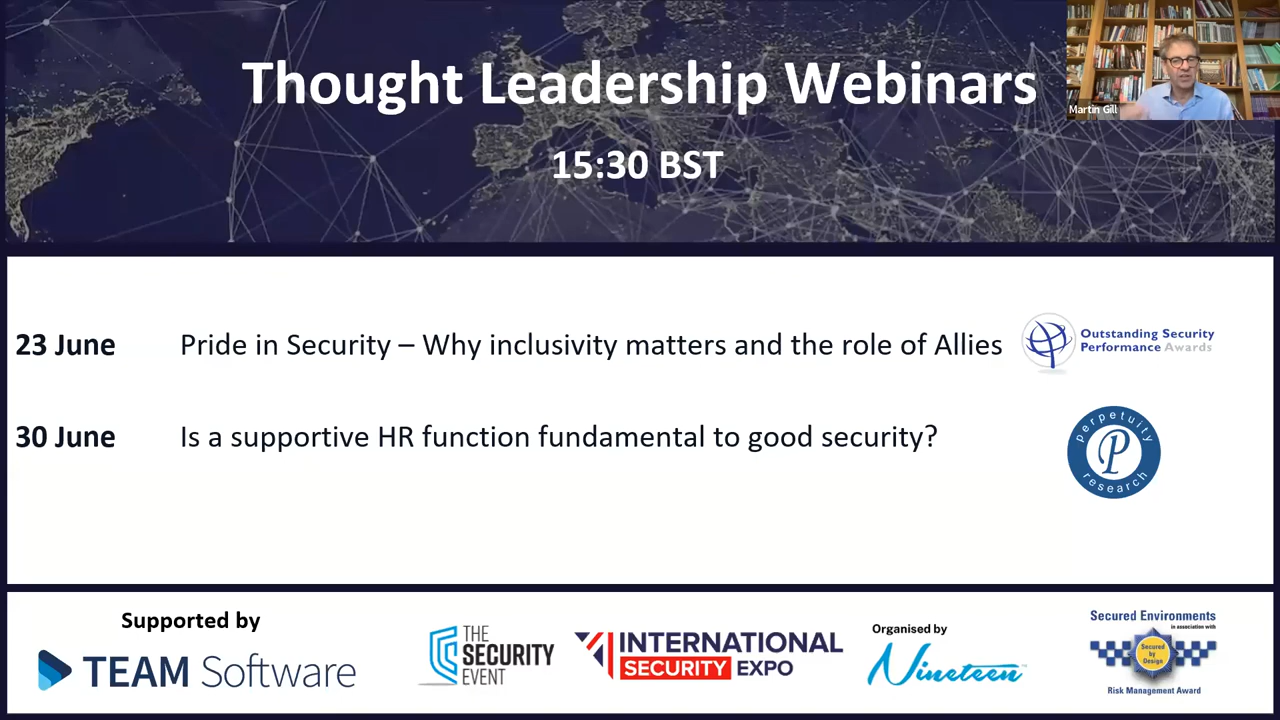 Thought Leadership Webinars
15:30 BST
Martin Gill
23 June Pride in Security – Why inclusivity matters and the role of Allies
Outstanding Security
Performance Awards
30 June Is a supportive HR function fundamental to good security?
perpetuity
P
research
Supported by
TEAM Software
THE
SECURITY
EVENT
INTERNATIONAL
SECURITY EXPO
Organised by
Nineteen
Secured Environments
in association with
Secured
by
Design
Risk Management Award